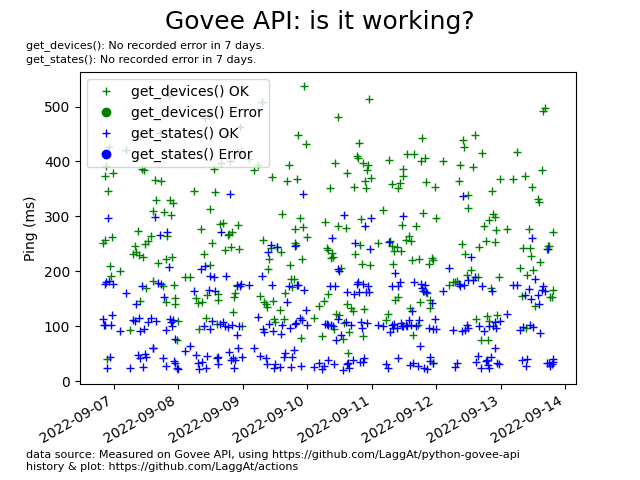 Govee API: is it working?
get_devices(): No recorded error in 7 days.
get_states(): No recorded error in 7 days.
get_devices() OK
get_devices() Error
get_states() OK
get_states() Error
Ping (ms)
500
400
300
200
100
0
2022-09-07
2022-09-08
2022-09-09
2022-09-10
2022-09-11
2022-09-12
2022-09-13
2022-09-14
data source: Measured on Govee API, using https://github.com/LaggAt/python-govee-api
history & plot: https://github.com/LaggAt/actions